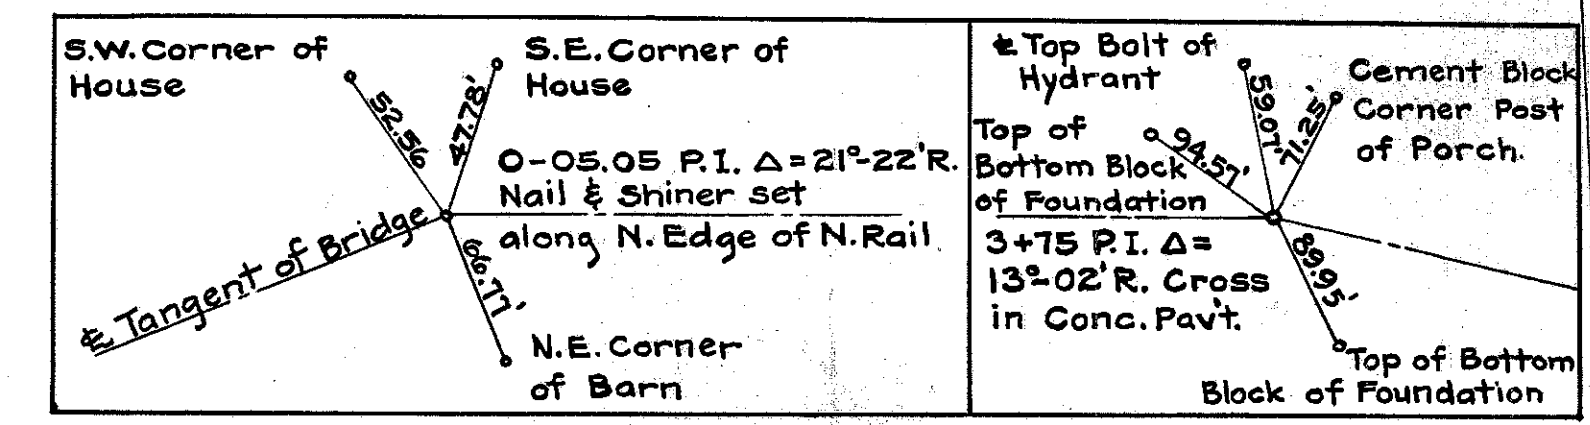 S.W. Corner of
House
S.E. Corner of
House
52.56
47.78'
0-05.05 P.I. Δ=21°-22'R.
Nail & Shiner set
along N. Edge of N. Rail
℄ Tangent of Bridge
66.77'
N.E. Corner
of Barn
℄ Top Bolt of
Hydrant
59.07'
71.25'
Cement Block
Corner Post
of Porch.
Top of
Bottom Block
of Foundation
94.57'
3+75 P.I. Δ=
13°-02'R. Cross
in Conc. Pav't.
89.95'
Top of Bottom
Block of Foundation